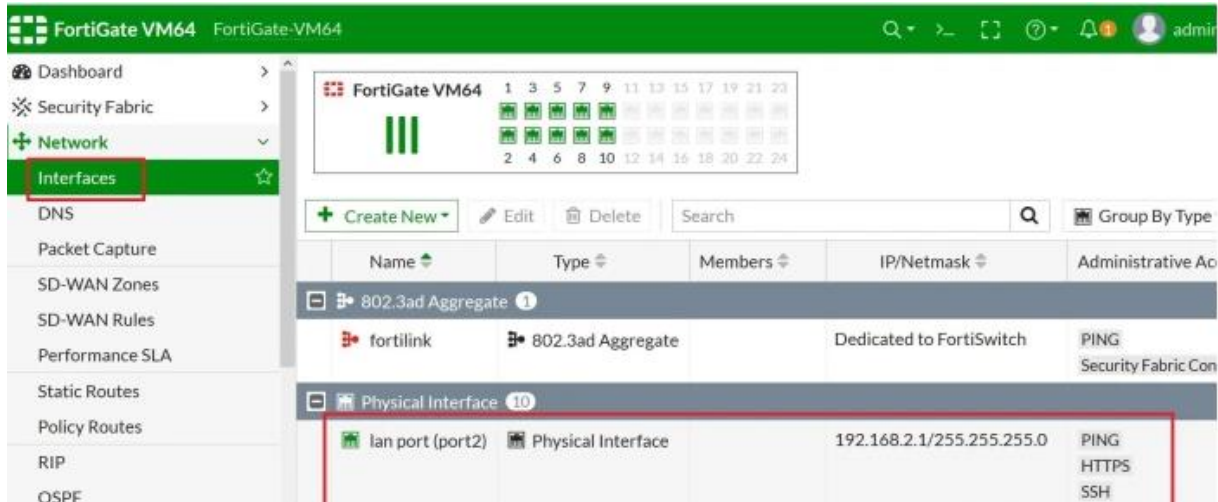 FortiGate VM64 FortiGate-VM64
admin
Dashboard
Security Fabric
Network
Interfaces
DNS
Packet Capture
SD-WAN Zones
SD-WAN Rules
Performance SLA
Static Routes
Policy Routes
RIP
OSPF
FortiGate VM64
1 3 5 7 9 11 13 15 17 19 21 23
2 4 6 8 10 12 14 16 18 20 22 24
Create New Edit Delete Search Group By Type
Name Type Members IP/Netmask Administrative Ac
802.3ad Aggregate 1
fortilink 802.3ad Aggregate Dedicated to FortiSwitch PING
Security Fabric Con
Physical Interface 10
lan port (port2) Physical Interface 192.168.2.1/255.255.255.0 PING
HTTPS
SSH